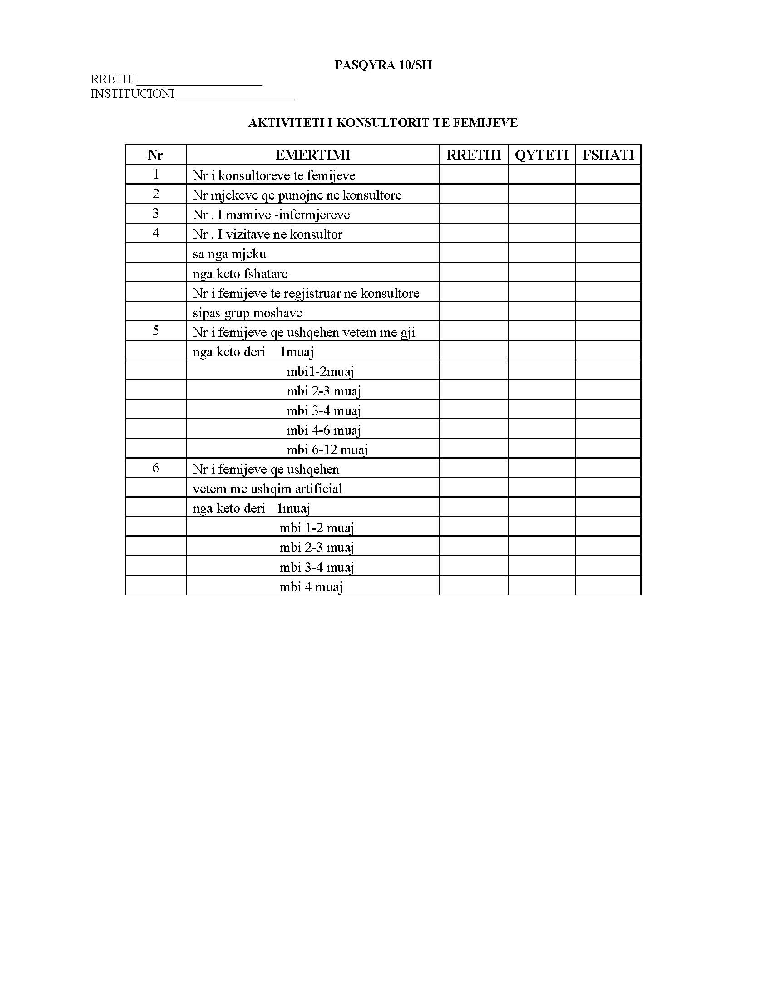 PASQYRA 10/SH
RRETHI____________________
INSTITUCIONI___________________
AKTIVITETI I KONSULTORIT TE FEMIJEVE
Nr EMERTIMI RRETHI QYTETI FSHATI
1 Nr i konsultoreve te femijeve
2 Nr mjekeve qe punojne ne konsultore
3 Nr . I mamive -infermjereve
4 Nr . I vizitave ne konsultor
sa nga mjeku
nga keto fshatare
Nr i femijeve te regjistruar ne konsultore
sipas grup moshave
5 Nr i femijeve qe ushqehen vetem me gji
nga keto deri 1muaj
mbi1-2muaj
mbi 2-3 muaj
mbi 3-4 muaj
mbi 4-6 muaj
mbi 6-12 muaj
6 Nr i femijeve qe ushqehen
vetem me ushqim artificial
nga keto deri 1muaj
mbi 1-2 muaj
mbi 2-3 muaj
mbi 3-4 muaj
mbi 4 muaj